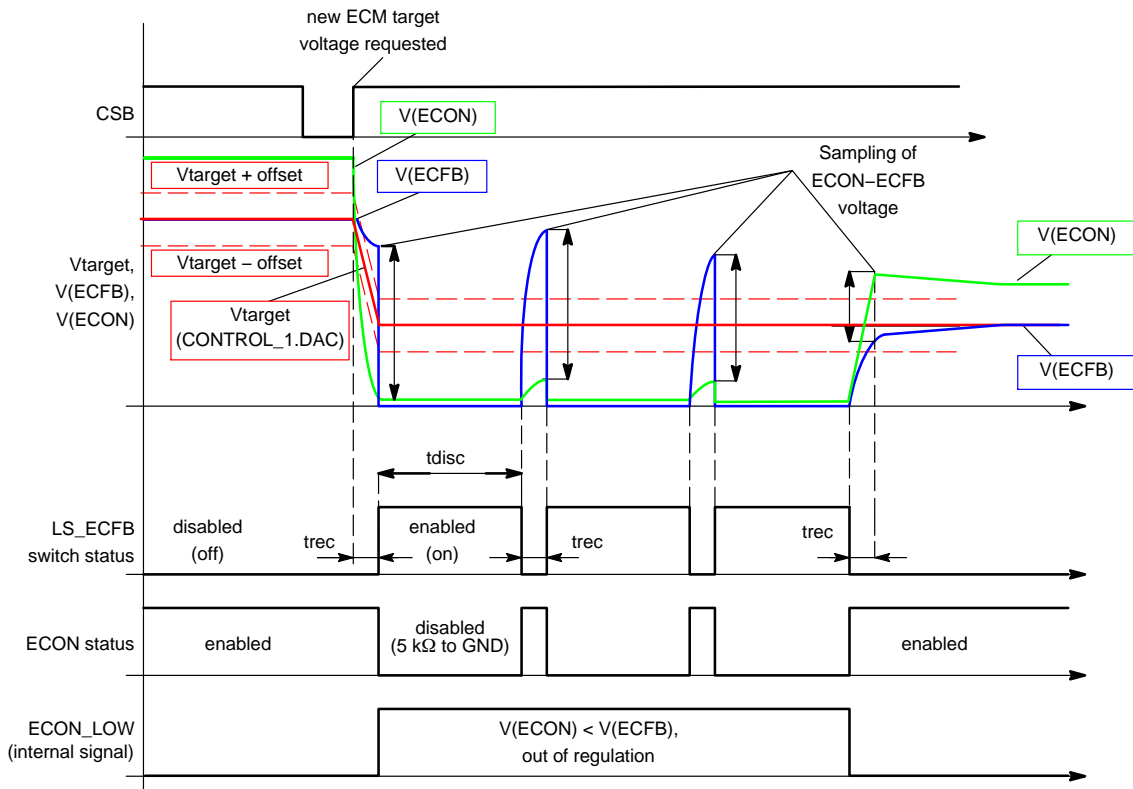 new ECM target
voltage requested
CSB
V(ECON)
Vtarget + offset
V(ECFB)
Sampling of
ECON–ECFB
voltage
V(ECON)
Vtarget – offset
Vtarget,
V(ECFB),
V(ECON)
Vtarget
(CONTROL_1.DAC)
V(ECFB)
tdisc
LS_ECFB
switch status
disabled
(off)
trec
enabled
(on)
trec
trec
ECON status
enabled
disabled
(5 kΩ to GND)
enabled
ECON_LOW
(internal signal)
V(ECON) < V(ECFB),
out of regulation